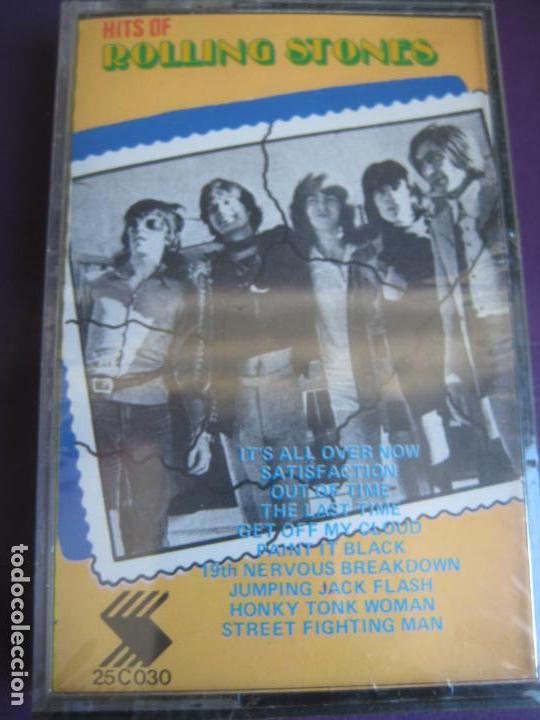 HITS OF
ROLLING STONES
IT'S ALL OVER NOW
SATISFACTION
OUT OF TIME
THE LAST TIME
GET OFF MY CLOUD
PAINT IT BLACK
19th NERVOUS BREAKDOWN
JUMPING JACK FLASH
HONKY TONK WOMAN
STREET FIGHTING MAN
25C030
todocoleccion.net